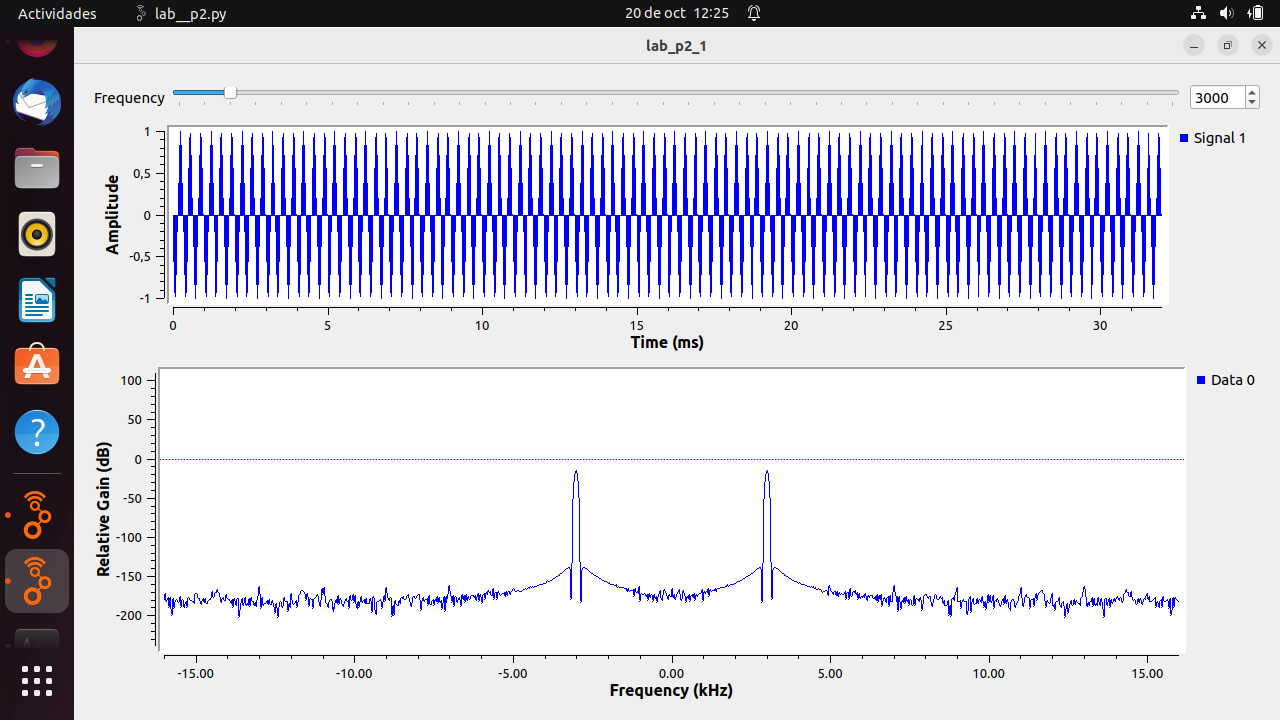 Actividades
lab__p2.py
20 de oct 12:25
lab_p2_1
Frequency
3000
1
0,5
0
-0,5
-1
Amplitude
Signal 1
0 5 10 15 20 25 30
Time (ms)
100
50
0
-50
-100
-150
-200
Relative Gain (dB)
Data 0
-15.00 -10.00 -5.00 0.00 5.00 10.00 15.00
Frequency (kHz)